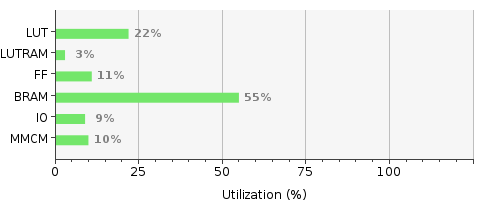 LUT 22%
LUTRAM 3%
FF 11%
BRAM 55%
IO 9%
MMCM 10%
0 25 50 75 100
Utilization (%)